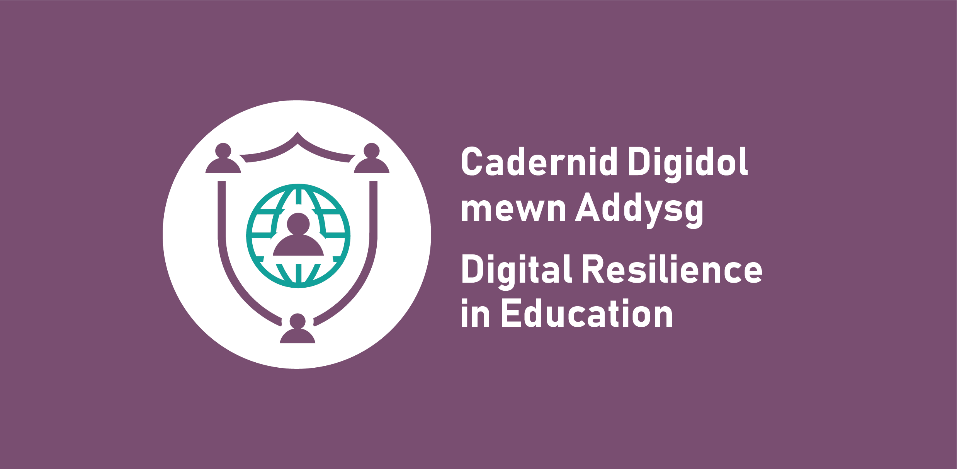 Cadernid Digidol
mewn Addysg
Digital Resilience
in Education